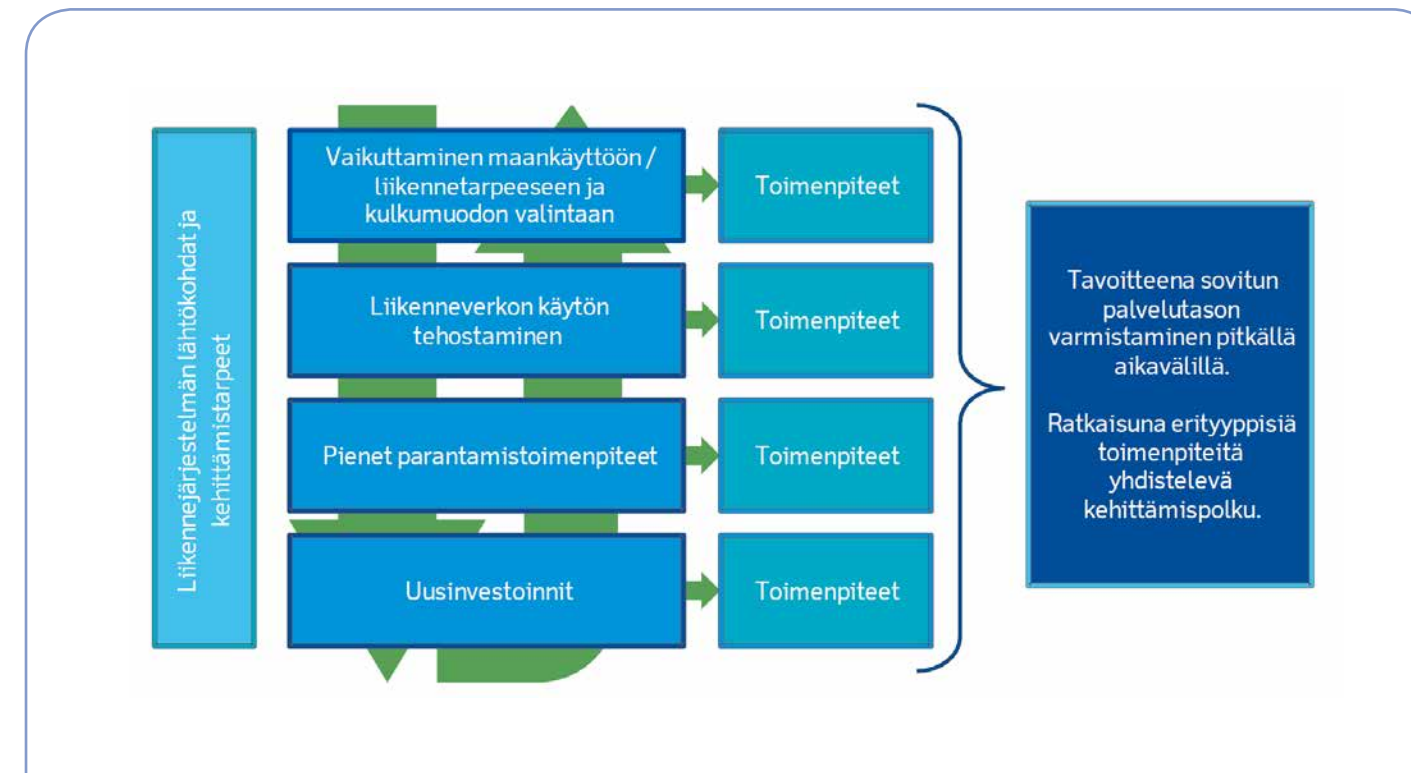 Liikennejärjestelmän lähtökohdat ja
kehittämistarpeet
Vaikuttaminen maankäyttöön /
liikennetarpeeseen ja
kulkumuodon valintaan
Toimenpiteet
Liikenneverkon käytön
tehostaminen
Toimenpiteet
Pienet parantamistoimenpiteet
Toimenpiteet
Uusinvestoinnit
Toimenpiteet
Tavoitteena sovitun
palvelutason
varmistaminen pitkällä
aikavälillä.
Ratkaisuna erityyppisiä
toimenpiteitä
yhdistelevä
kehittämispolku.